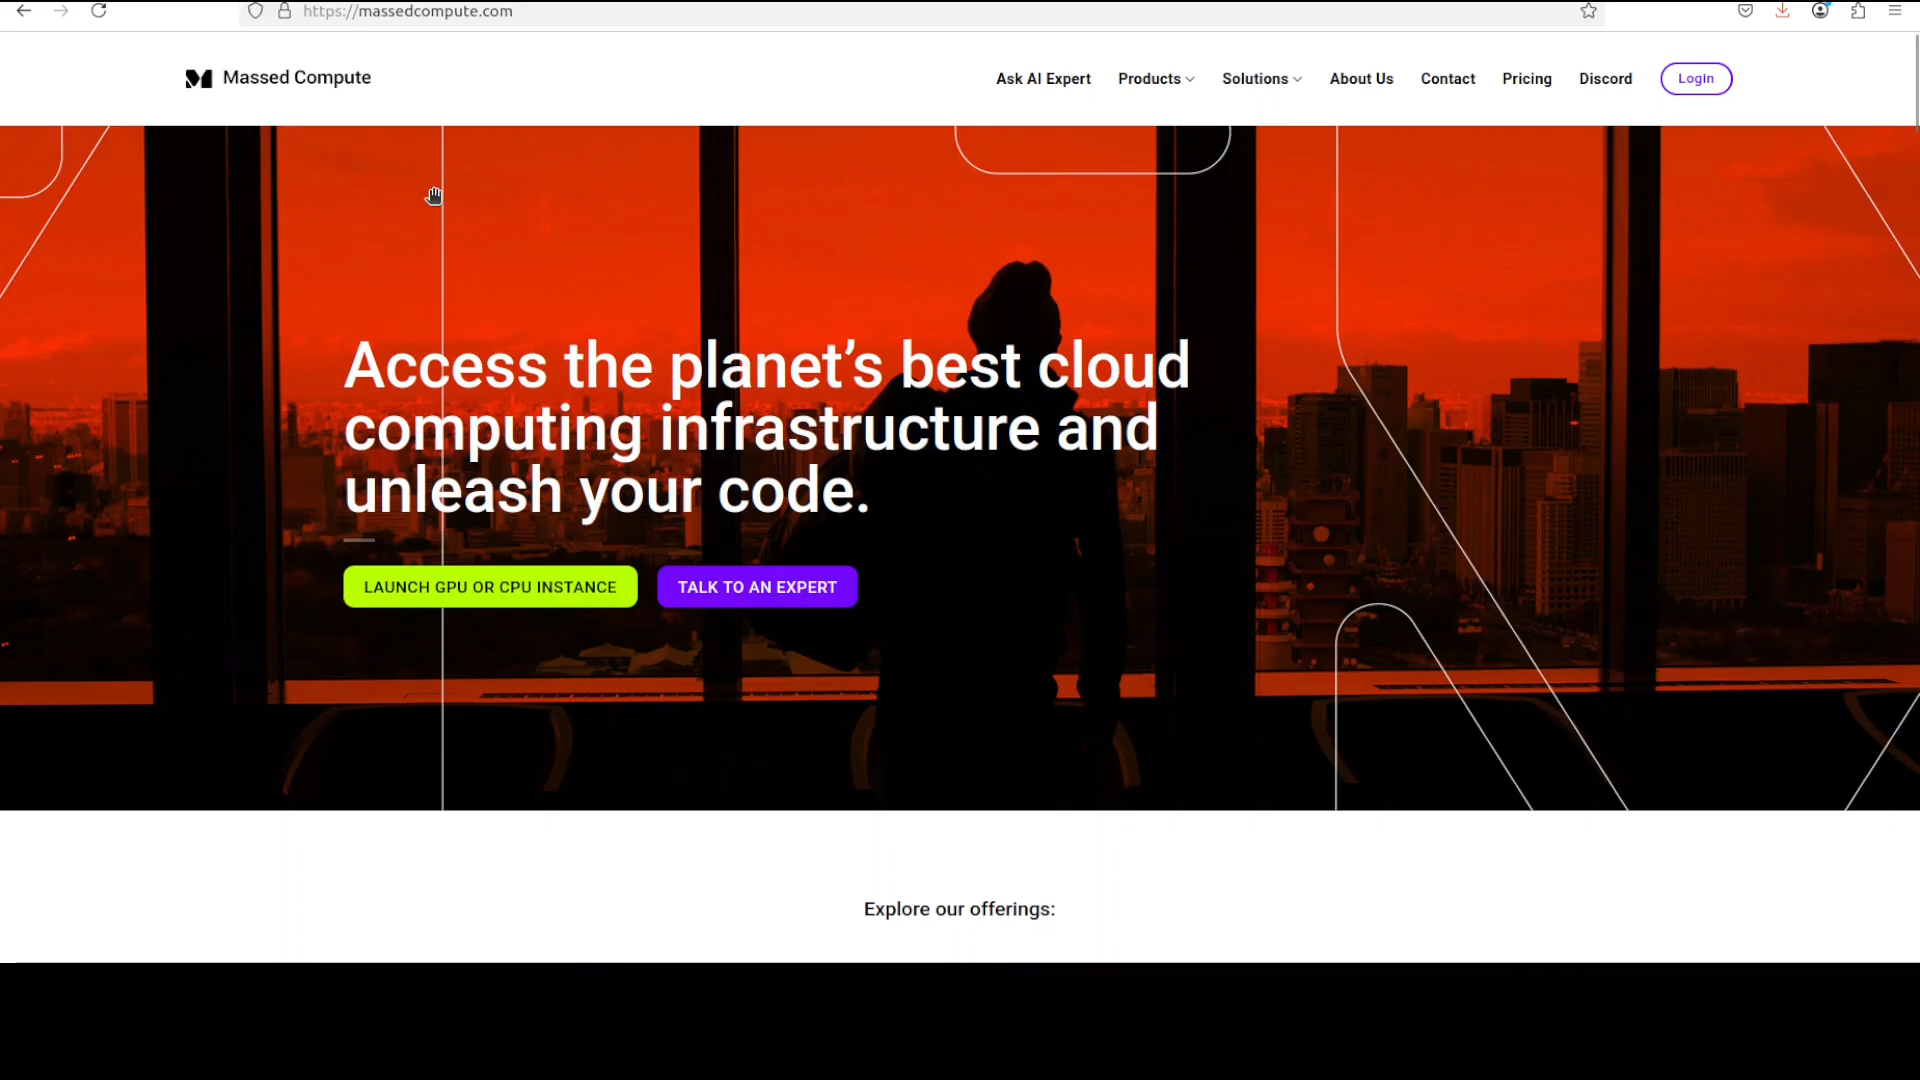 https://massedcompute.com
Massed Compute
Ask AI Expert
Products
Solutions
About Us
Contact
Pricing
Discord
Login
Access the planet’s best cloud
computing infrastructure and
unleash your code.
LAUNCH GPU OR CPU INSTANCE
TALK TO AN EXPERT
Explore our offerings: